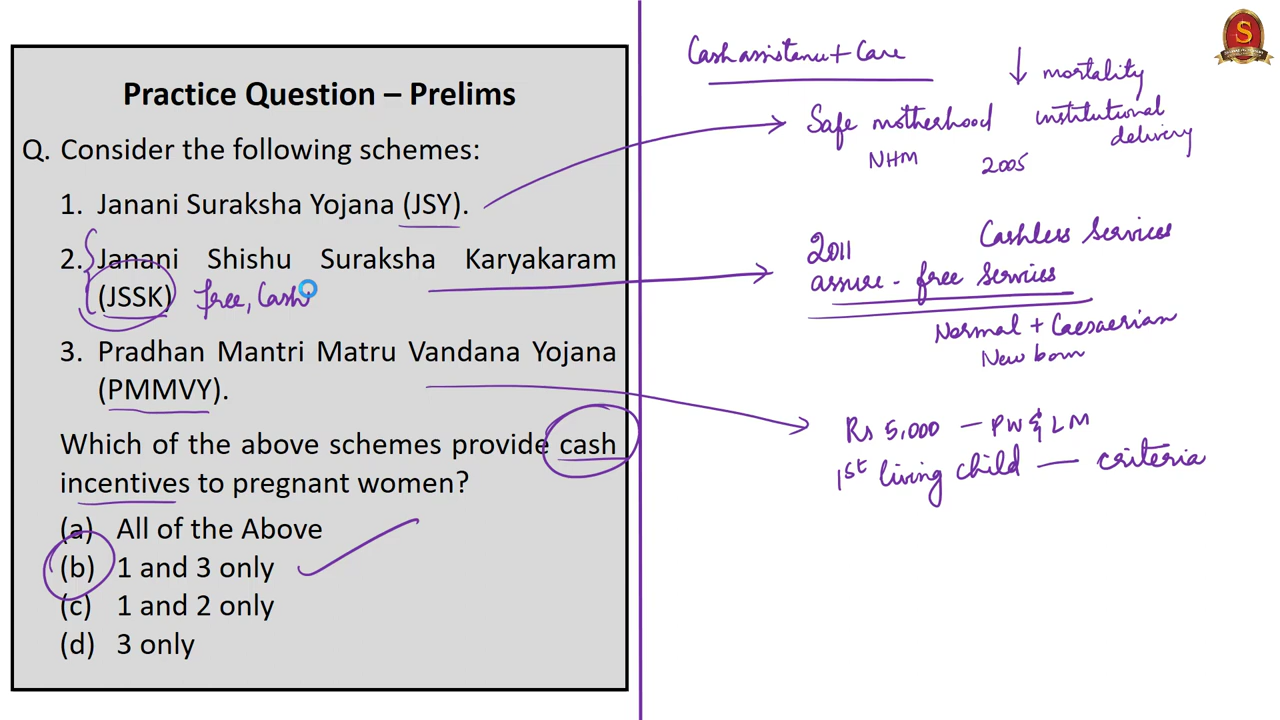 Practice Question – Prelims
Q. Consider the following schemes:
1. Janani Suraksha Yojana (JSY).
2. Janani Shishu Suraksha Karyakaram
(JSSK) free, Cash
3. Pradhan Mantri Matru Vandana Yojana
(PMMVY).
Which of the above schemes provide cash
incentives to pregnant women?
(a) All of the Above
(b) 1 and 3 only
(c) 1 and 2 only
(d) 3 only
Cash assistance + Care
↓ mortality
Safe motherhood
institutional
delivery
NHM 2005
2011 Cashless Services
assure - free services
Normal + Caesaerian
New born
Rs 5,000 — PW & LM
1st living child — criteria
S